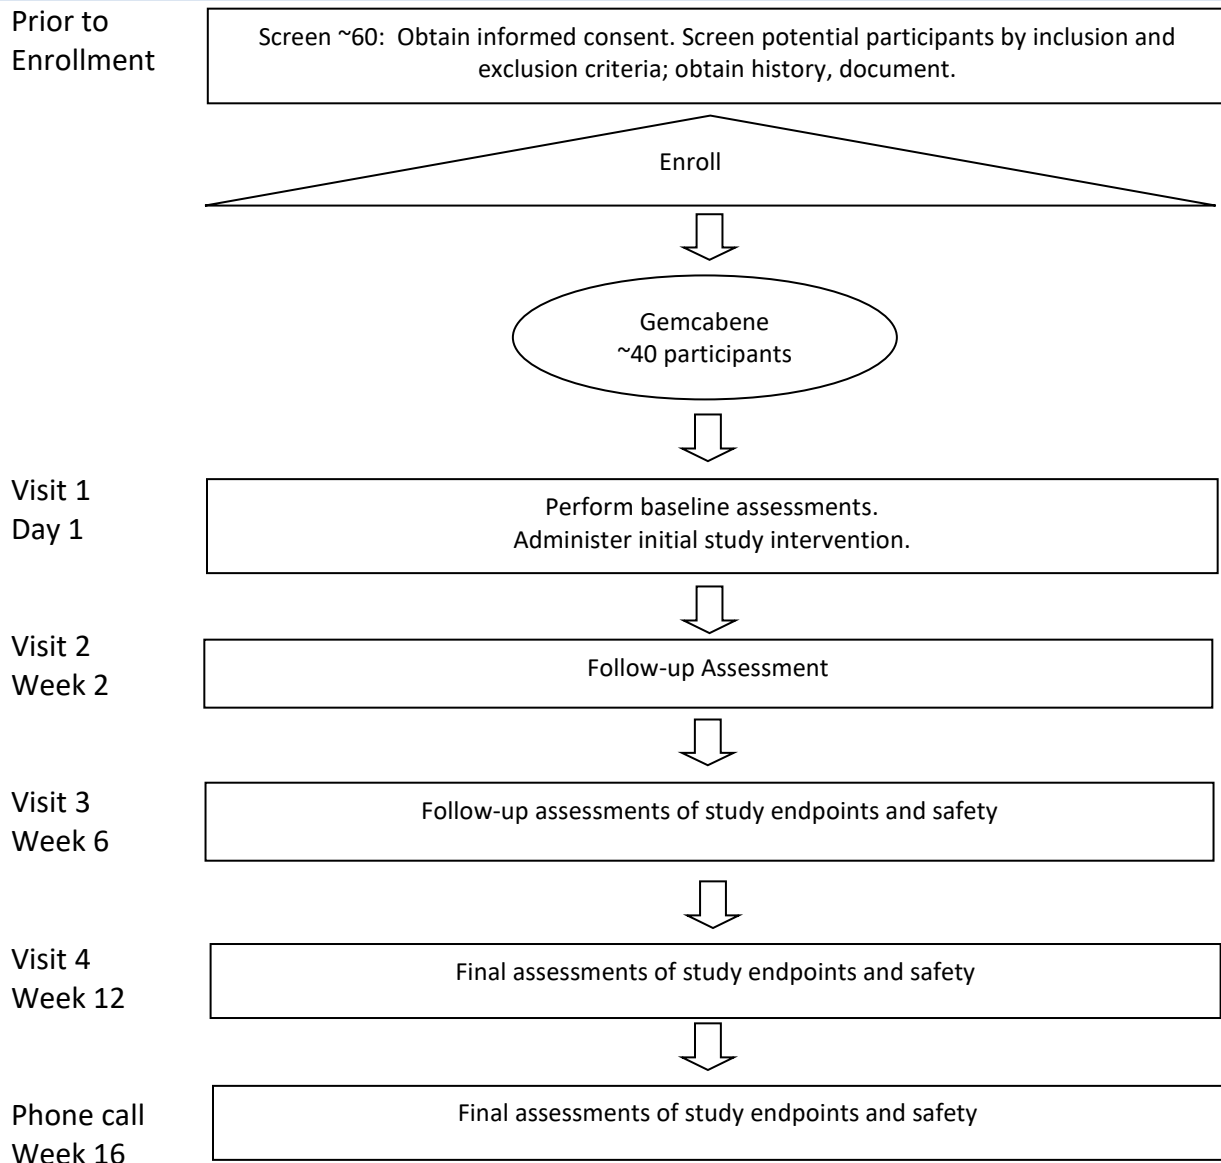 Prior to
Enrollment
Screen ~60:  Obtain informed consent. Screen potential participants by inclusion and
exclusion criteria; obtain history, document.
Enroll
Gemcabene
~40 participants
Visit 1
Day 1
Perform baseline assessments.
Administer initial study intervention.
Visit 2
Week 2
Follow-up Assessment
Visit 3
Week 6
Follow-up assessments of study endpoints and safety
Visit 4
Week 12
Final assessments of study endpoints and safety
Phone call
Week 16
Final assessments of study endpoints and safety